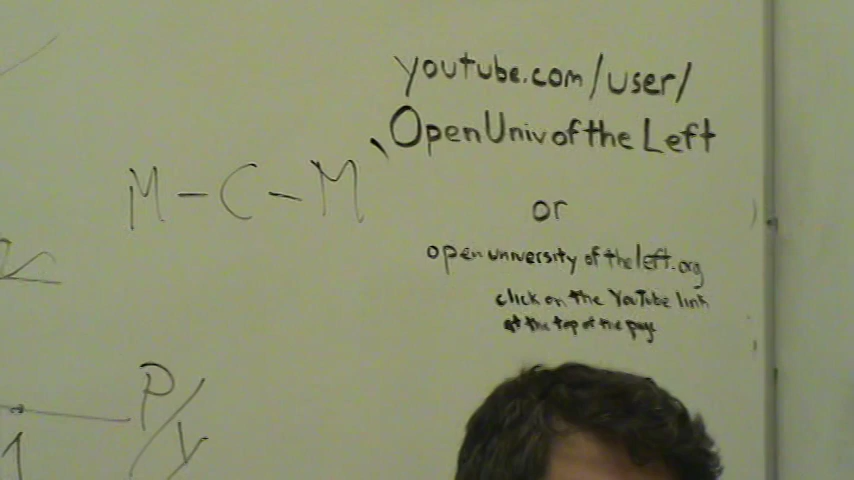 youtube.com/user/
OpenUnivoftheLeft
M-C-M`
or
openuniversityoftheleft.org
click on the YouTube link
at the top of the page
P/Y